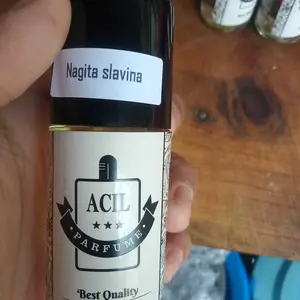 Nagita slavina
ACIL
PARFUME
Best Quality